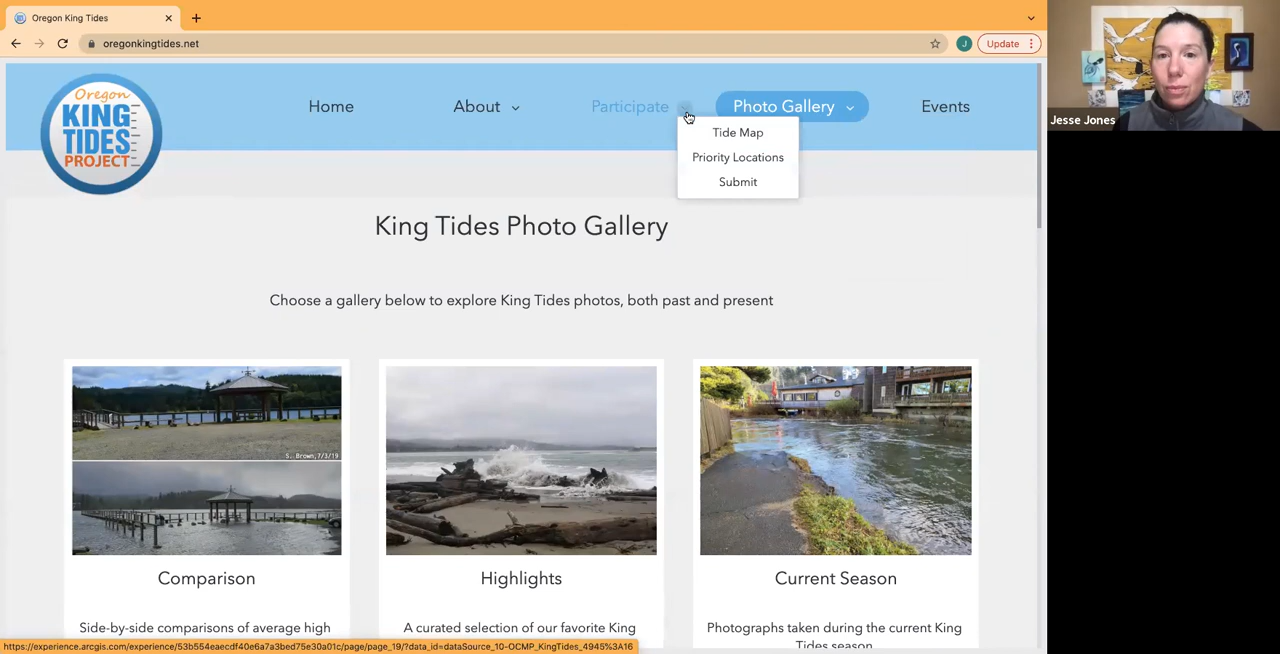 Oregon King Tides
oregonkingtides.net
J
Update
Oregon
KING
TIDES
PROJECT
Home
About
Participate
Photo Gallery
Events
Tide Map
Priority Locations
Submit
Jesse Jones
King Tides Photo Gallery
Choose a gallery below to explore King Tides photos, both past and present
S. Brown,7/3/19
Comparison
Side-by-side comparisons of average high
Highlights
A curated selection of our favorite King
Current Season
Photographs taken during the current King
Tides season
https://experience.arcgis.com/experience/53b554eaecdf40e6a7a3bed75e30a01c/page/page_19/?data_id=dataSource_10-OCMP_KingTides_4945%3A16